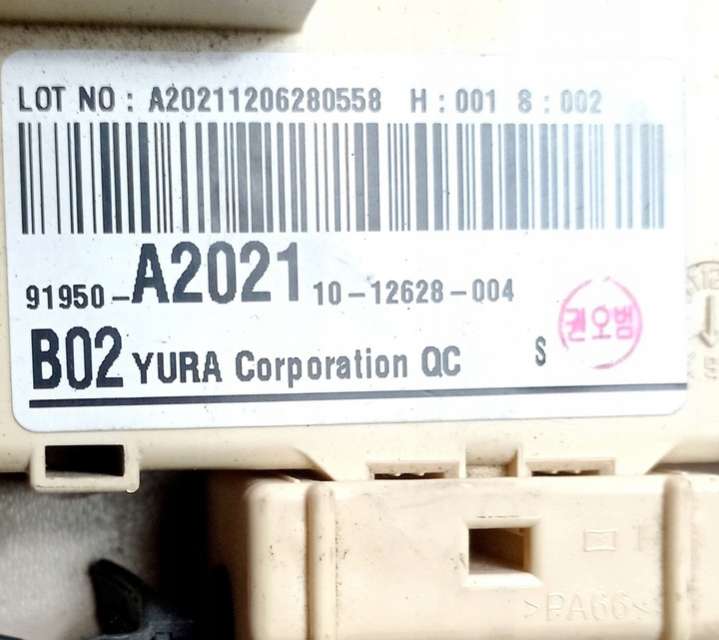 LOT NO : A20211206280558 H : 001 8 : 002
91950-A2021 10-12628-004
권오범
B02 YURA Corporation QC S
>PA66<